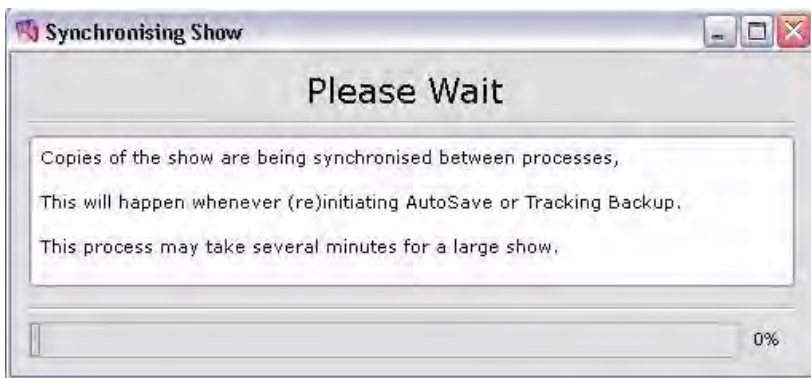 Synchronising Show
Please Wait
Copies of the show are being synchronised between processes,
This will happen whenever (re)initiating AutoSave or Tracking Backup.
This process may take several minutes for a large show.
0%